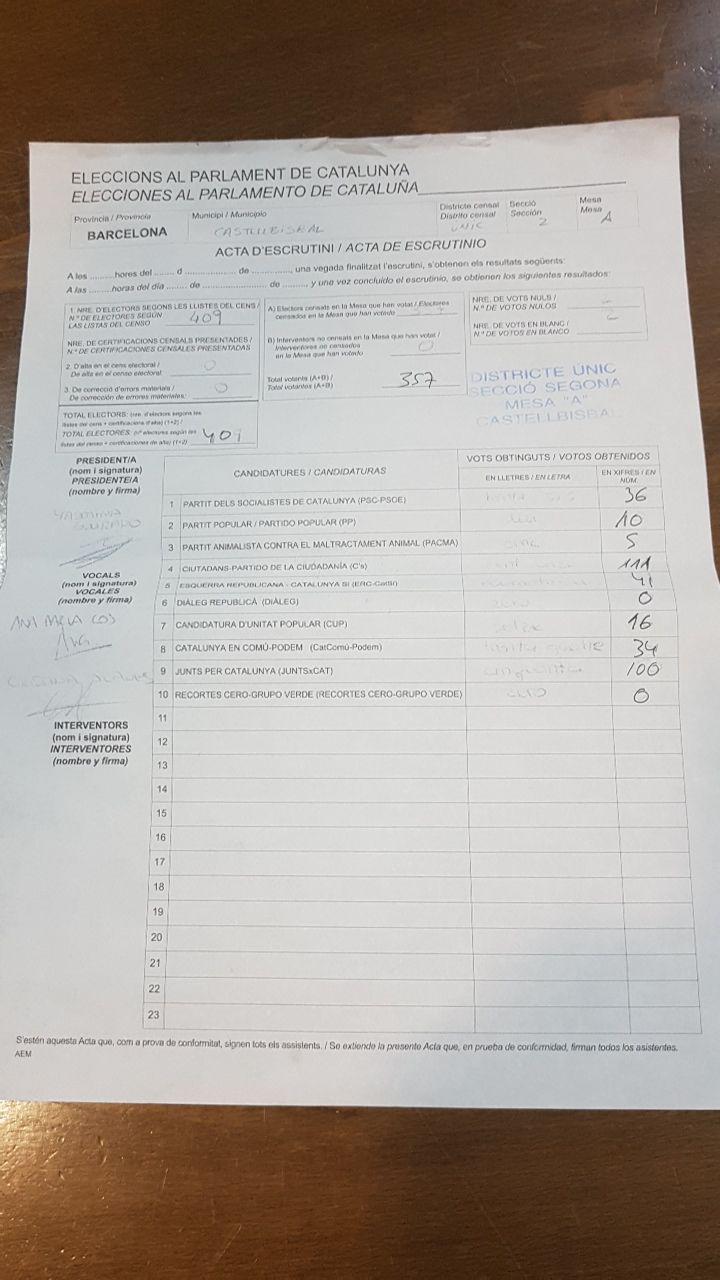 ELECCIONS AL PARLAMENT DE CATALUNYA
ELECCIONES AL PARLAMENTO DE CATALUÑA
Província / Provincia
BARCELONA
Municipi / Municipio
CASTELLBISBAL
Districte censal
Distrito censal
UNIC
Secció
Sección
2
Mesa
Mesa
A
ACTA D'ESCRUTINI / ACTA DE ESCRUTINIO
A les .........hores del ...... d .................. de .............., una vegada finalitzat l'escrutini, s'obtenen els resultats següents:
A las ........ horas del día ....... de ...................... de ............, y una vez concluido el escrutinio, se obtienen los siguientes resultados:
1. NRE. D'ELECTORS SEGONS LES LLISTES DEL CENS /
N.º DE ELECTORES SEGÚN
LAS LISTAS DEL CENSO
409
NRE. DE CERTIFICACIONS CENSALS PRESENTADES /
N.º DE CERTIFICACIONES CENSALES PRESENTADAS
2. D'alta en el cens electoral /
De alta en el censo electoral
0
3. De correcció d'errors materials /
De corrección de errores materiales:
0
TOTAL ELECTORS: (nre. d'electors segons les
llistes del cens + certificacions d'alta) (1+2) /
TOTAL ELECTORES: (nº electores según las
listas del censo + certificaciones de alta) (1+2)
A) Electors censats en la Mesa que han votat / Electores
censados en la Mesa que han votado
B) Interventors no censats en la Mesa que han votat /
Interventores no censados
en la Mesa que han votado
0
Total votants (A+B) /
Total votantes (A+B)
357
NRE. DE VOTS NULS /
N.º DE VOTOS NULOS
NRE. DE VOTS EN BLANC /
N.º DE VOTOS EN BLANCO
DISTRICTE ÚNIC
SECCIÓ SEGONA
MESA "A"
CASTELLBISBAL
PRESIDENT/A
(nom i signatura)
PRESIDENTE/A
(nombre y firma)
VOCALS
(nom i signatura)
VOCALES
(nombre y firma)
INTERVENTORS
(nom i signatura)
INTERVENTORES
(nombre y firma)
CANDIDATURES / CANDIDATURAS
VOTS OBTINGUTS / VOTOS OBTENIDOS
EN LLETRES / EN LETRA
EN XIFRES / EN NÚM.
1 PARTIT DELS SOCIALISTES DE CATALUNYA (PSC-PSOE) 36
2 PARTIT POPULAR / PARTIDO POPULAR (PP) 10
3 PARTIT ANIMALISTA CONTRA EL MALTRACTAMENT ANIMAL (PACMA) 5
4 CIUTADANS-PARTIDO DE LA CIUDADANÍA (C's) 111
5 ESQUERRA REPUBLICANA - CATALUNYA SÍ (ERC-CatSí) 41
6 DIÀLEG REPUBLICÀ (DIÀLEG) 0
7 CANDIDATURA D'UNITAT POPULAR (CUP) 16
8 CATALUNYA EN COMÚ-PODEM (CatComú-Podem) 34
9 JUNTS PER CATALUNYA (JUNTSxCAT) 100
10 RECORTES CERO-GRUPO VERDE (RECORTES CERO-GRUPO VERDE) 0
11
12
13
14
15
16
17
18
19
20
21
22
23
S'estén aquesta Acta que, com a prova de conformitat, signen tots els assistents. / Se extiende la presente Acta que, en prueba de conformidad, firman todos los asistentes.
AEM